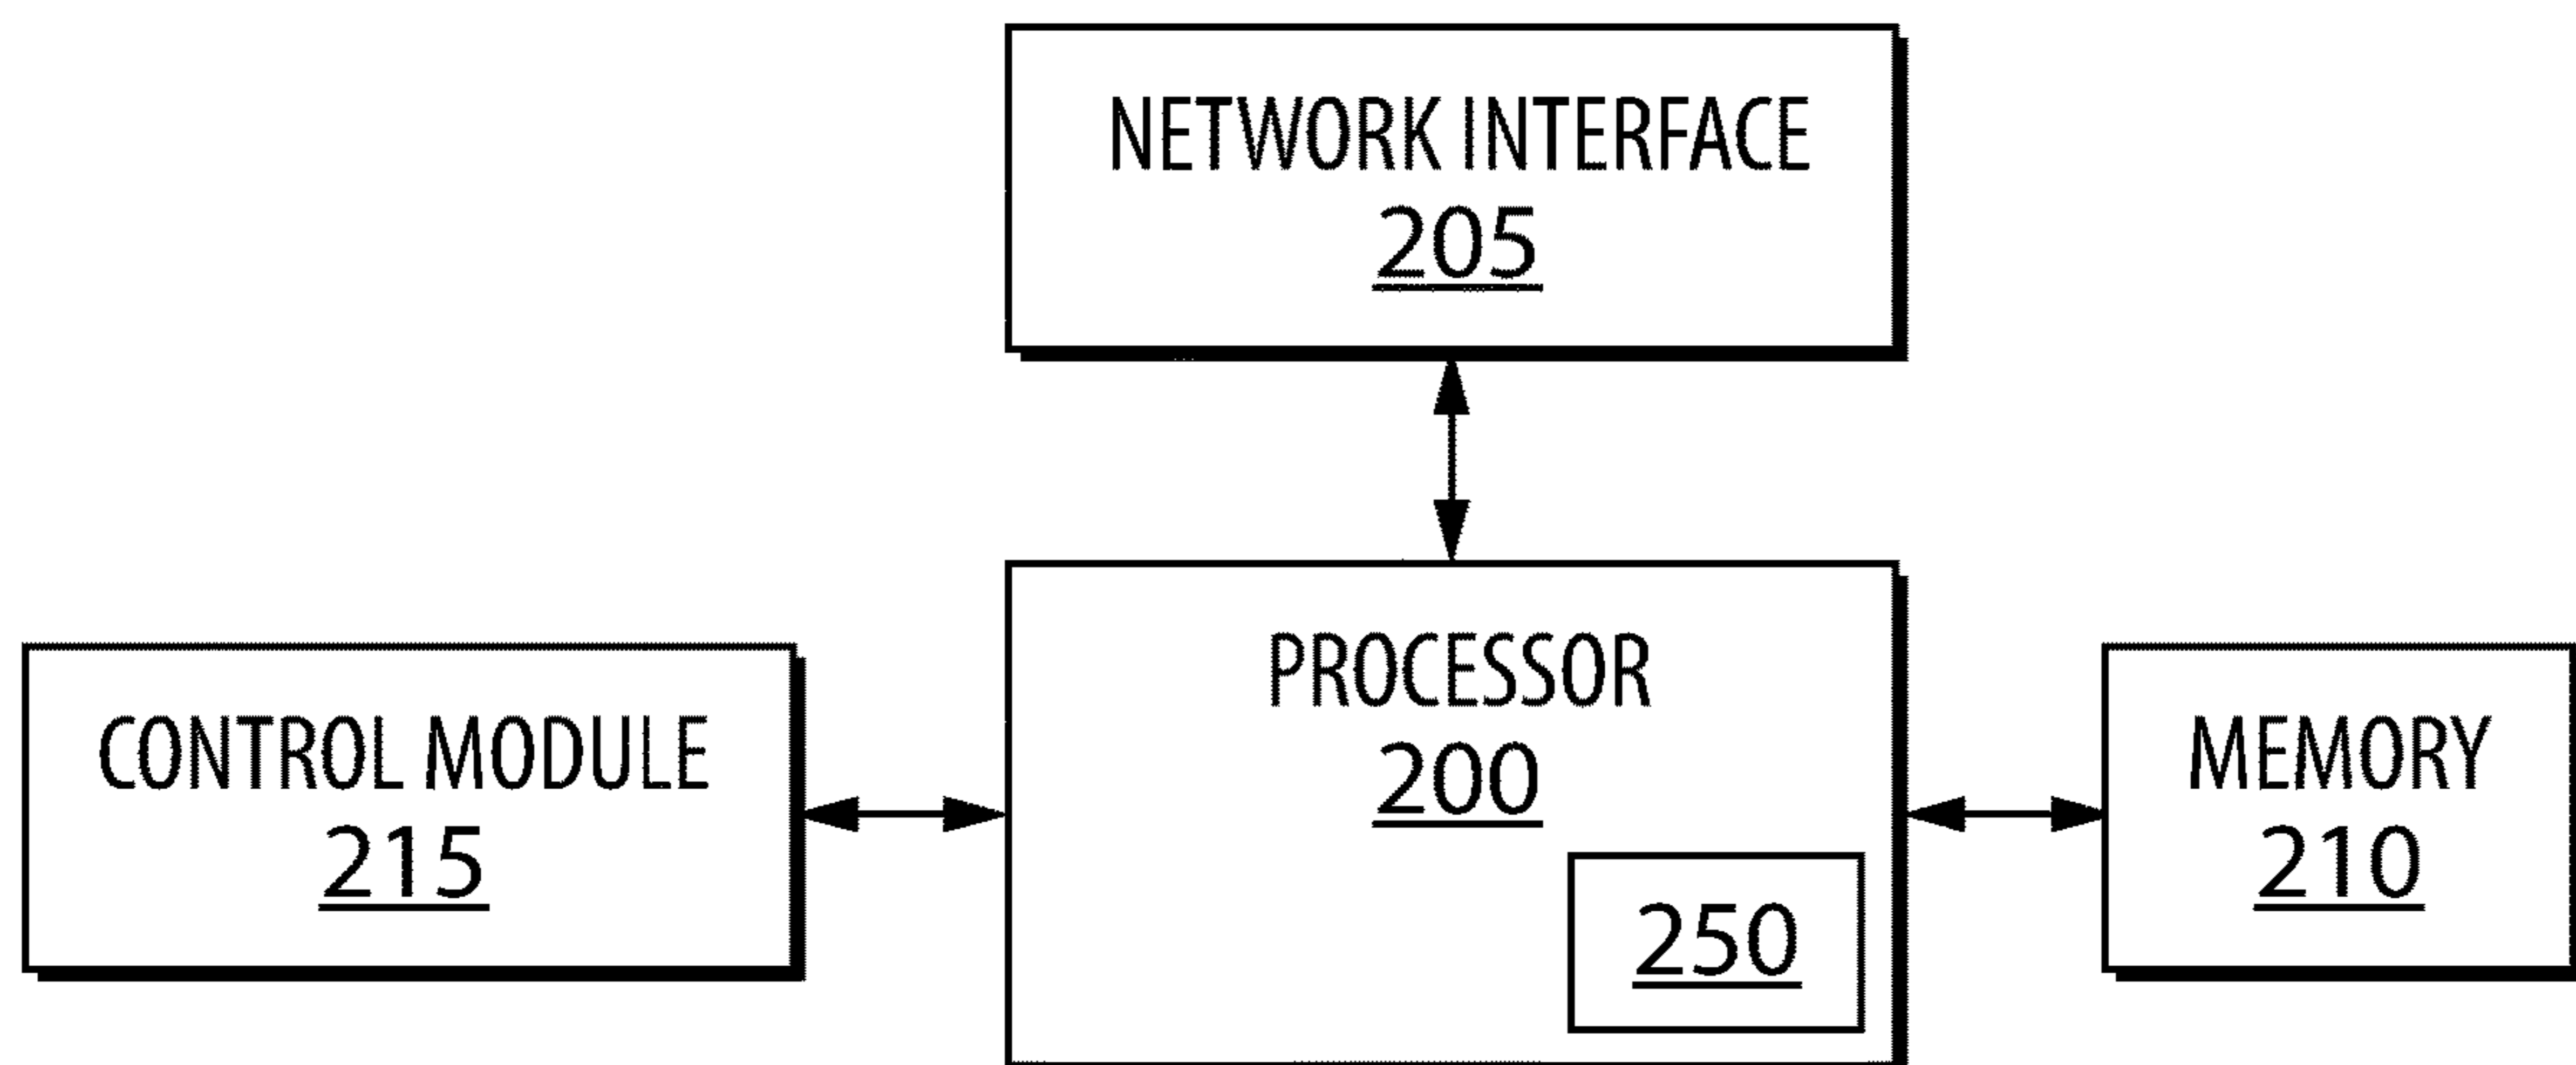 NETWORK INTERFACE
205
PROCESSOR
200
CONTROL MODULE
215
MEMORY
210
250